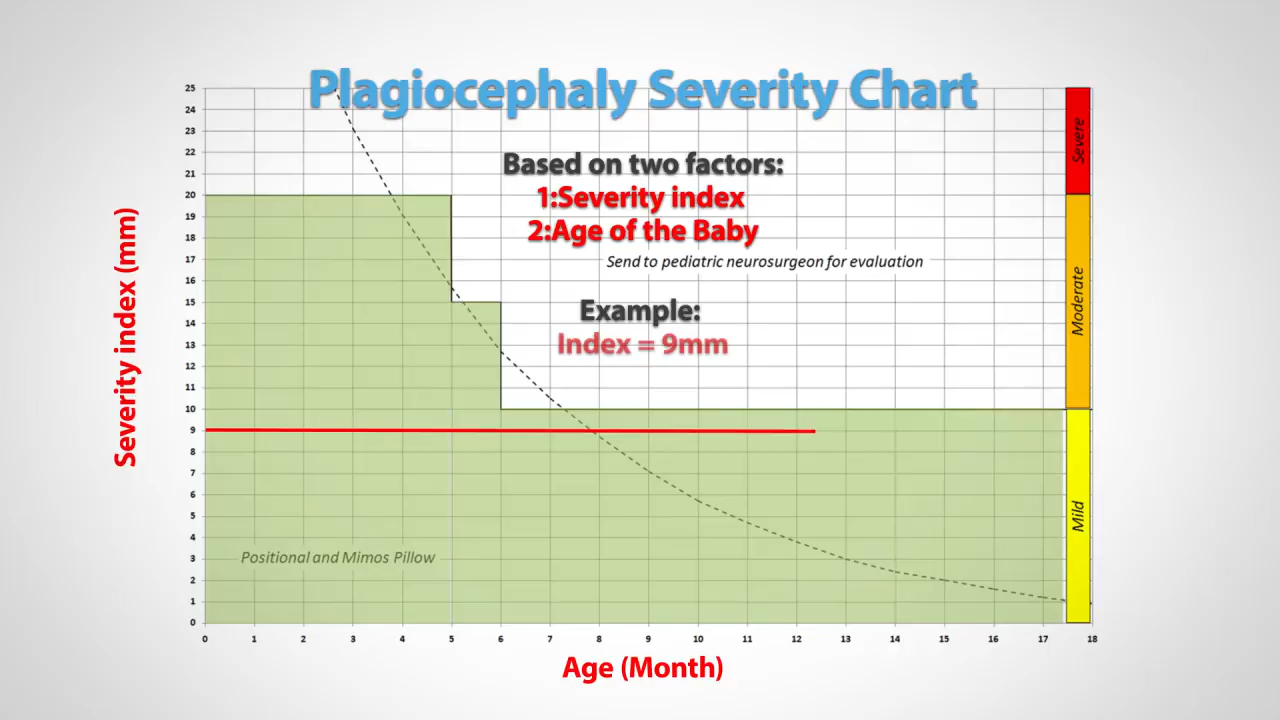 Plagiocephaly Severity Chart
Based on two factors:
1:Severity index
2:Age of the Baby
Send to pediatric neurosurgeon for evaluation
Example:
Index = 9mm
Positional and Mimos Pillow
Severity index (mm)
25
24
23
22
21
20
19
18
17
16
15
14
13
12
11
10
9
8
7
6
5
4
3
2
1
0
0 1 2 3 4 5 6 7 8 9 10 11 12 13 14 15 16 17 18
Age (Month)
Severe
Moderate
Mild